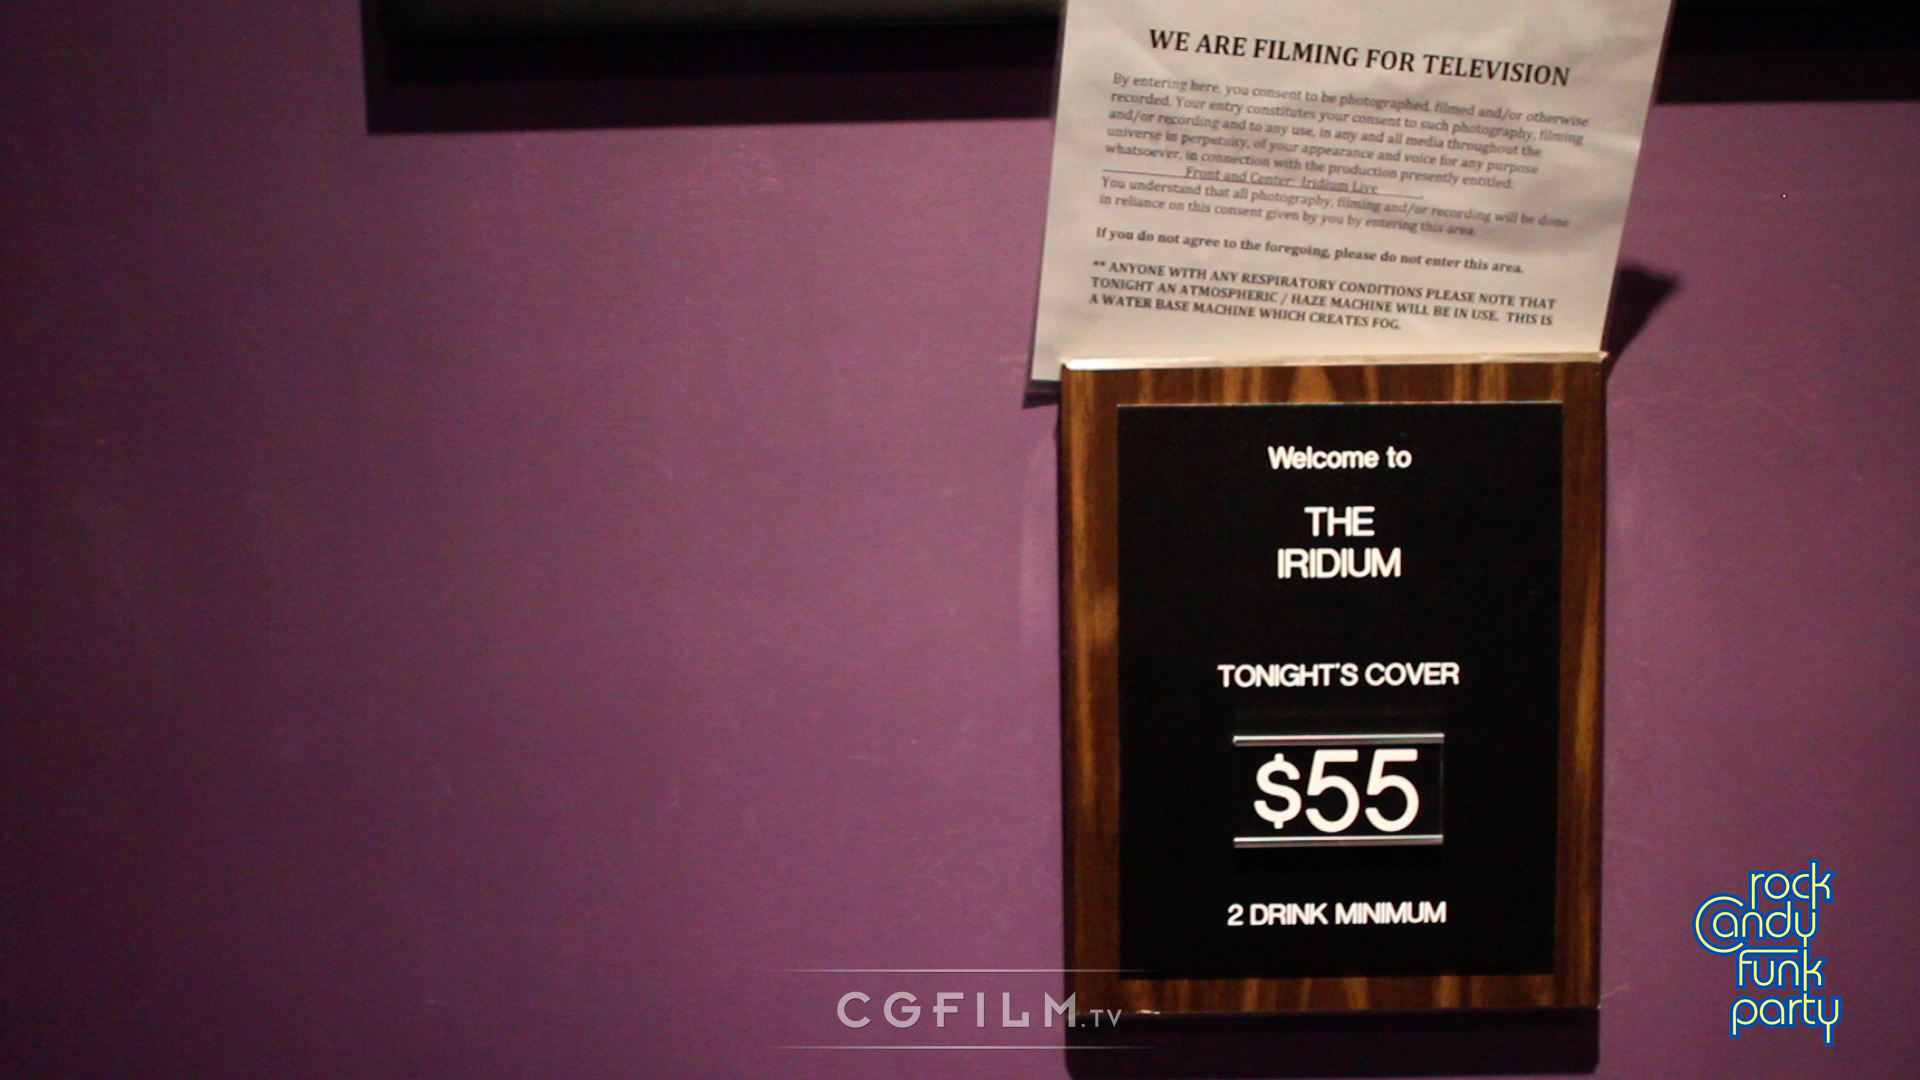 WE ARE FILMING FOR TELEVISION
By entering here, you consent to be photographed, filmed and/or otherwise
recorded. Your entry constitutes your consent to such photography, filming
and/or recording and to any use, in any and all media throughout the
universe in perpetuity, of your appearance and voice for any purpose
whatsoever, in connection with the production presently entitled:
Front and Center: Iridium Live
You understand that all photography, filming and/or recording will be done
in reliance on this consent given by you by entering this area.
If you do not agree to the foregoing, please do not enter this area.
** ANYONE WITH ANY RESPIRATORY CONDITIONS PLEASE NOTE THAT
TONIGHT AN ATMOSPHERIC / HAZE MACHINE WILL BE IN USE. THIS IS
A WATER BASE MACHINE WHICH CREATES FOG.
Welcome to
THE
IRIDIUM
TONIGHT'S COVER
$55
2 DRINK MINIMUM
CGFILM.TV
rock
Candy
funk
party